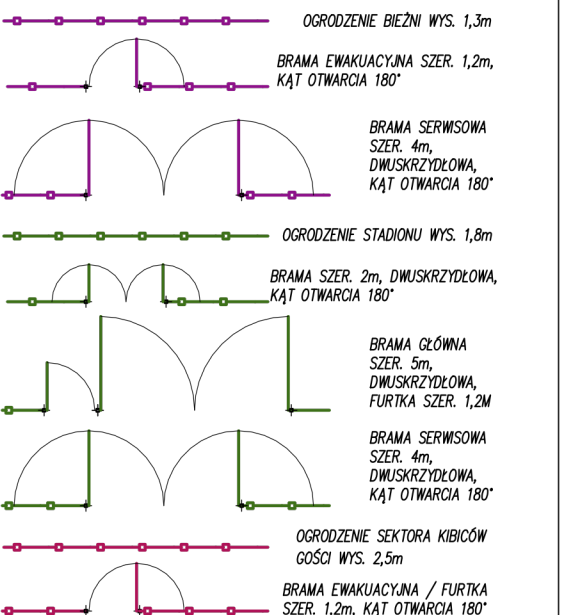 OGRODZENIE BIEŻNI WYS. 1,3m
BRAMA EWAKUACYJNA SZER. 1,2m,
KĄT OTWARCIA 180°
BRAMA SERWISOWA
SZER. 4m,
DWUSKRZYDŁOWA,
KĄT OTWARCIA 180°
OGRODZENIE STADIONU WYS. 1,8m
BRAMA SZER. 2m, DWUSKRZYDŁOWA,
KĄT OTWARCIA 180°
BRAMA GŁÓWNA
SZER. 5m,
DWUSKRZYDŁOWA,
FURTKA SZER. 1,2M
BRAMA SERWISOWA
SZER. 4m,
DWUSKRZYDŁOWA,
KĄT OTWARCIA 180°
OGRODZENIE SEKTORA KIBICÓW
GOŚCI WYS. 2,5m
BRAMA EWAKUACYJNA / FURTKA
SZER. 1,2m, KĄT OTWARCIA 180°